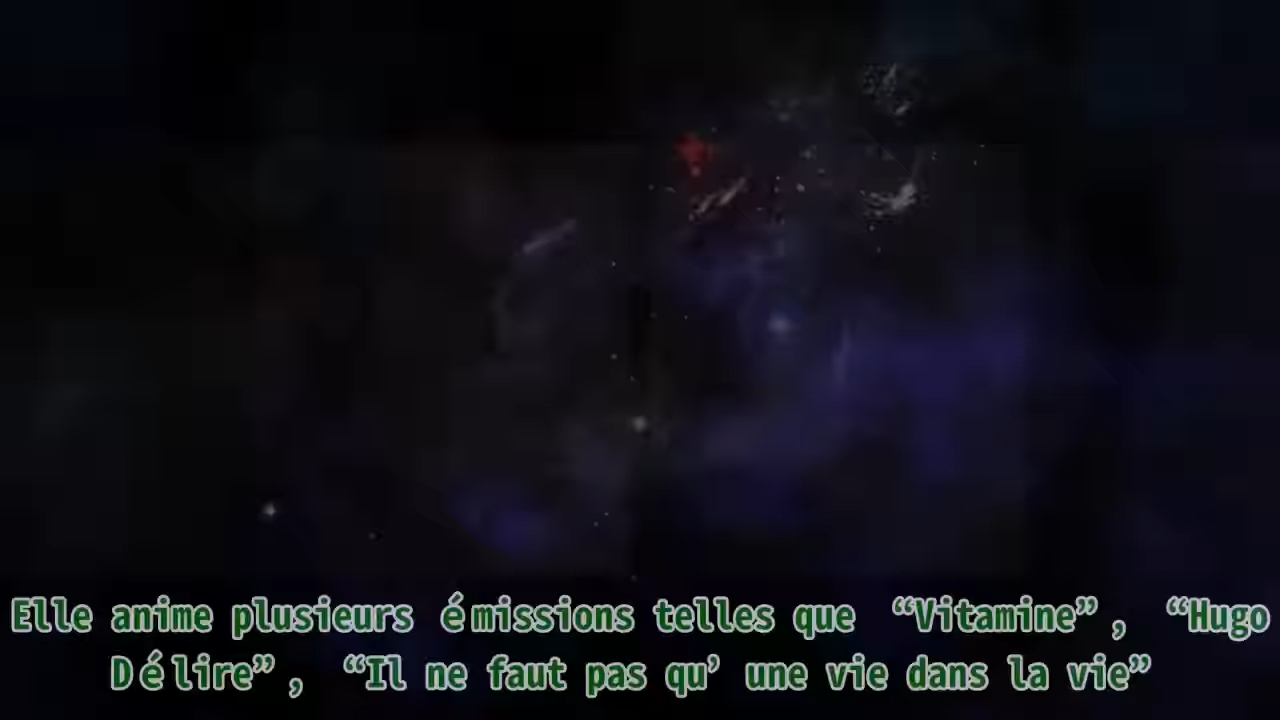 Elle anime plusieurs émissions telles que “Vitamine”, “Hugo
Délire”, “Il ne faut pas qu’ une vie dans la vie”